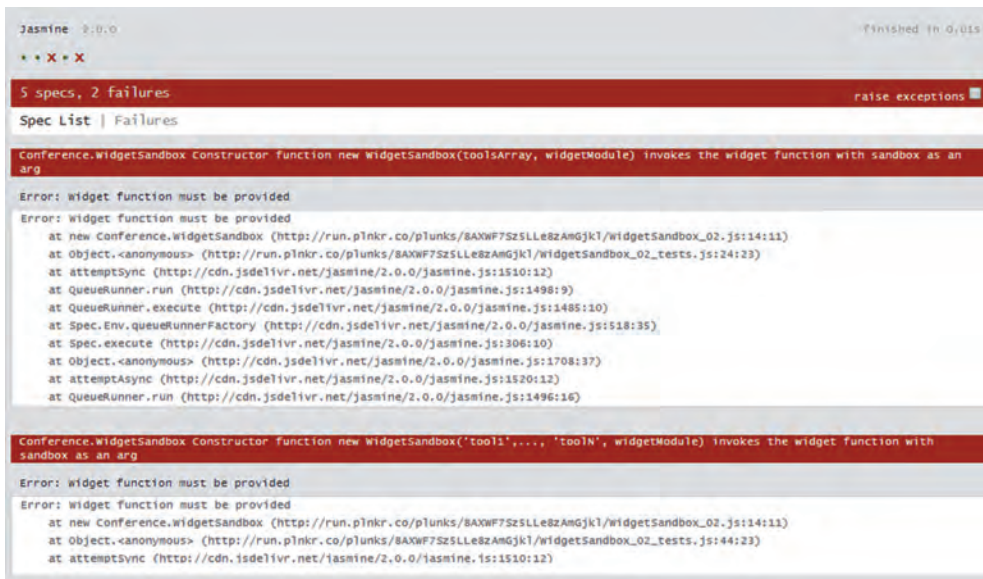 Jasmine 2.0.0
finished in 0.01s
• • X • X
5 specs, 2 failures
raise exceptions
Spec List | Failures
Conference.WidgetSandbox Constructor function new WidgetSandbox(toolsArray, widgetModule) invokes the widget function with sandbox as an
arg
Error: Widget function must be provided
Error: Widget function must be provided
at new Conference.WidgetSandbox (http://run.plnkr.co/plunks/8AXWF7SzSLLe8zAmGjkl/WidgetSandbox_02.js:14:11)
at Object.<anonymous> (http://run.plnkr.co/plunks/8AXWF7SzSLLe8zAmGjkl/WidgetSandbox_02_tests.js:24:23)
at attemptSync (http://cdn.jsdelivr.net/jasmine/2.0.0/jasmine.js:1510:12)
at QueueRunner.run (http://cdn.jsdelivr.net/jasmine/2.0.0/jasmine.js:1498:9)
at QueueRunner.execute (http://cdn.jsdelivr.net/jasmine/2.0.0/jasmine.js:1485:10)
at Spec.Env.queueRunnerFactory (http://cdn.jsdelivr.net/jasmine/2.0.0/jasmine.js:518:35)
at Spec.execute (http://cdn.jsdelivr.net/jasmine/2.0.0/jasmine.js:306:10)
at Object.<anonymous> (http://cdn.jsdelivr.net/jasmine/2.0.0/jasmine.js:1708:37)
at attemptAsync (http://cdn.jsdelivr.net/jasmine/2.0.0/jasmine.js:1520:12)
at QueueRunner.run (http://cdn.jsdelivr.net/jasmine/2.0.0/jasmine.js:1496:16)
Conference.WidgetSandbox Constructor function new WidgetSandbox('tool1',..., 'toolN', widgetModule) invokes the widget function with
sandbox as an arg
Error: Widget function must be provided
Error: Widget function must be provided
at new Conference.WidgetSandbox (http://run.plnkr.co/plunks/8AXWF7SzSLLe8zAmGjkl/WidgetSandbox_02.js:14:11)
at Object.<anonymous> (http://run.plnkr.co/plunks/8AXWF7SzSLLe8zAmGjkl/WidgetSandbox_02_tests.js:44:23)
at attemptSync (http://cdn.jsdelivr.net/jasmine/2.0.0/jasmine.js:1510:12)